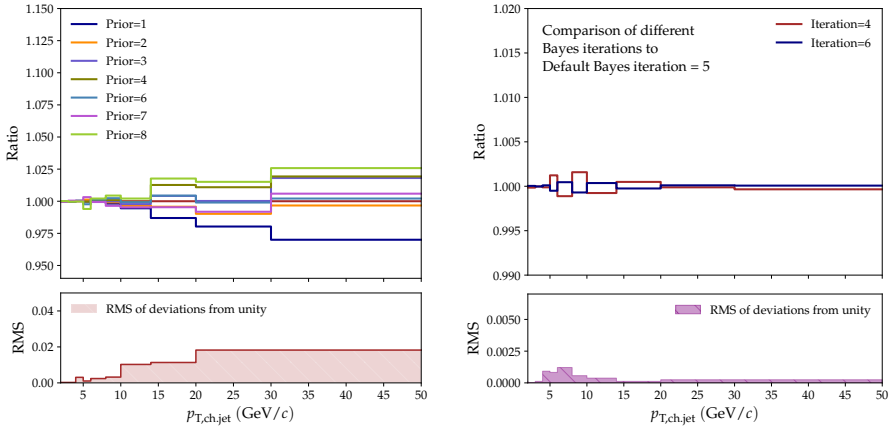 1.150
1.125
1.100
1.075
1.050
1.025
1.000
0.975
0.950
Ratio
Prior=1
Prior=2
Prior=3
Prior=4
Prior=6
Prior=7
Prior=8
0.04
0.02
0.00
RMS
RMS of deviations from unity
5 10 15 20 25 30 35 40 45 50
pT,ch.jet (GeV/c)
1.020
1.015
1.010
1.005
1.000
0.995
0.990
Ratio
Comparison of different
Bayes iterations to
Default Bayes iteration = 5
Iteration=4
Iteration=6
0.0050
0.0025
0.0000
RMS
RMS of deviations from unity
5 10 15 20 25 30 35 40 45 50
pT,ch.jet (GeV/c)